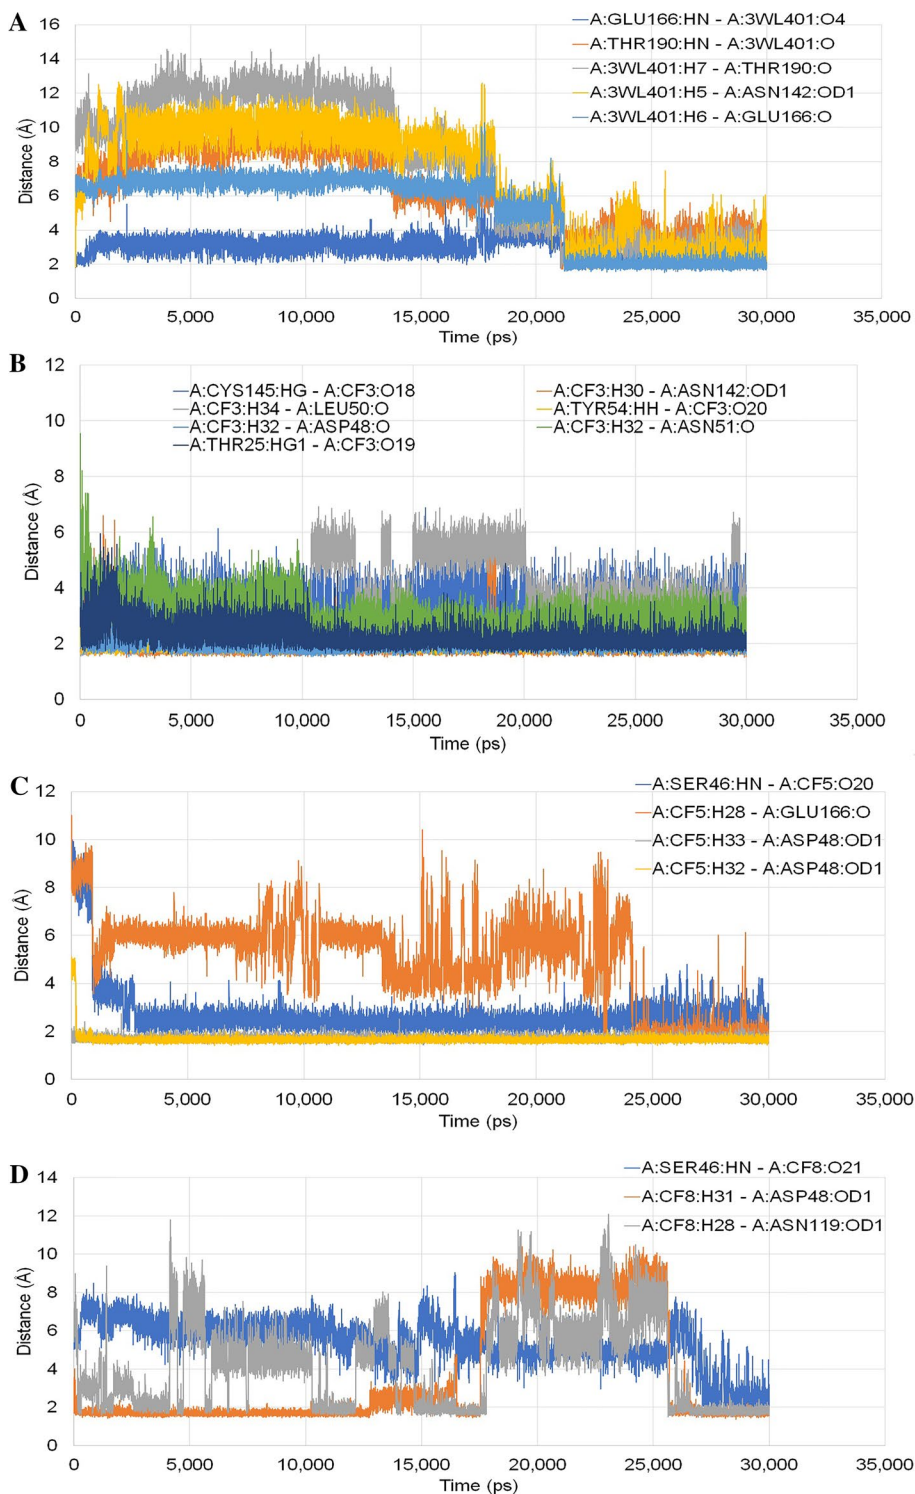 A
A:GLU166:HN - A:3WL401:O4
A:THR190:HN - A:3WL401:O
A:3WL401:H7 - A:THR190:O
A:3WL401:H5 - A:ASN142:OD1
A:3WL401:H6 - A:GLU166:O
16
14
12
10
8
6
4
2
0
Distance (Å)
0 5,000 10,000 15,000 20,000 25,000 30,000 35,000
Time (ps)
B
A:CYS145:HG - A:CF3:O18 A:CF3:H30 - A:ASN142:OD1
A:CF3:H34 - A:LEU50:O A:TYR54:HH - A:CF3:O20
A:CF3:H32 - A:ASP48:O A:CF3:H32 - A:ASN51:O
A:THR25:HG1 - A:CF3:O19
12
10
8
6
4
2
0
Distance (Å)
0 5,000 10,000 15,000 20,000 25,000 30,000 35,000
Time (ps)
C
A:SER46:HN - A:CF5:O20
A:CF5:H28 - A:GLU166:O
A:CF5:H33 - A:ASP48:OD1
A:CF5:H32 - A:ASP48:OD1
12
10
8
6
4
2
0
Distance (Å)
0 5,000 10,000 15,000 20,000 25,000 30,000 35,000
Time (ps)
D
A:SER46:HN - A:CF8:O21
A:CF8:H31 - A:ASP48:OD1
A:CF8:H28 - A:ASN119:OD1
14
12
10
8
6
4
2
0
Distance (Å)
0 5,000 10,000 15,000 20,000 25,000 30,000 35,000
Time (ps)